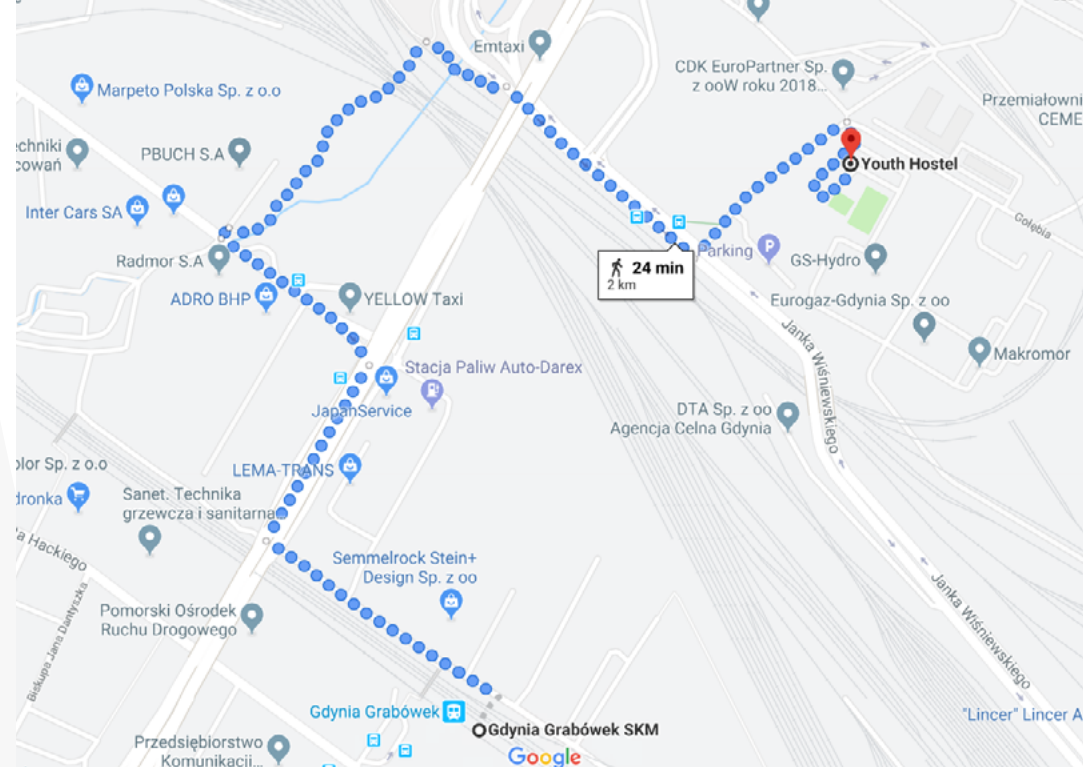 Emtaxi
CDK EuroPartner Sp.
z ooW roku 2018...
Marpeto Polska Sp. z o.o
Przemiałowni
CEME
echniki
cowań
PBUCH S.A
Youth Hostel
Inter Cars SA
Gołębia
Radmor S.A
Parking
P
GS-Hydro
24 min
2 km
ADRO BHP
YELLOW Taxi
Eurogaz-Gdynia Sp. z oo
Janka Wiśniewskiego
Makromor
Stacja Paliw Auto-Darex
JapanService
DTA Sp. z oo
Agencja Celna Gdynia
olor Sp. z o.o
LEMA-TRANS
dronka
Sanet. Technika
grzewcza i sanitarna
a Hackiego
Semmelrock Stein+
Design Sp. z oo
Biskupa Jana Dantyszka
Pomorski Ośrodek
Ruchu Drogowego
Janka Wiśniewskiego
Gdynia Grabówek
"Lincer" Lincer A
Gdynia Grabówek SKM
Przedsiębiorstwo
Komunikacji...
Google